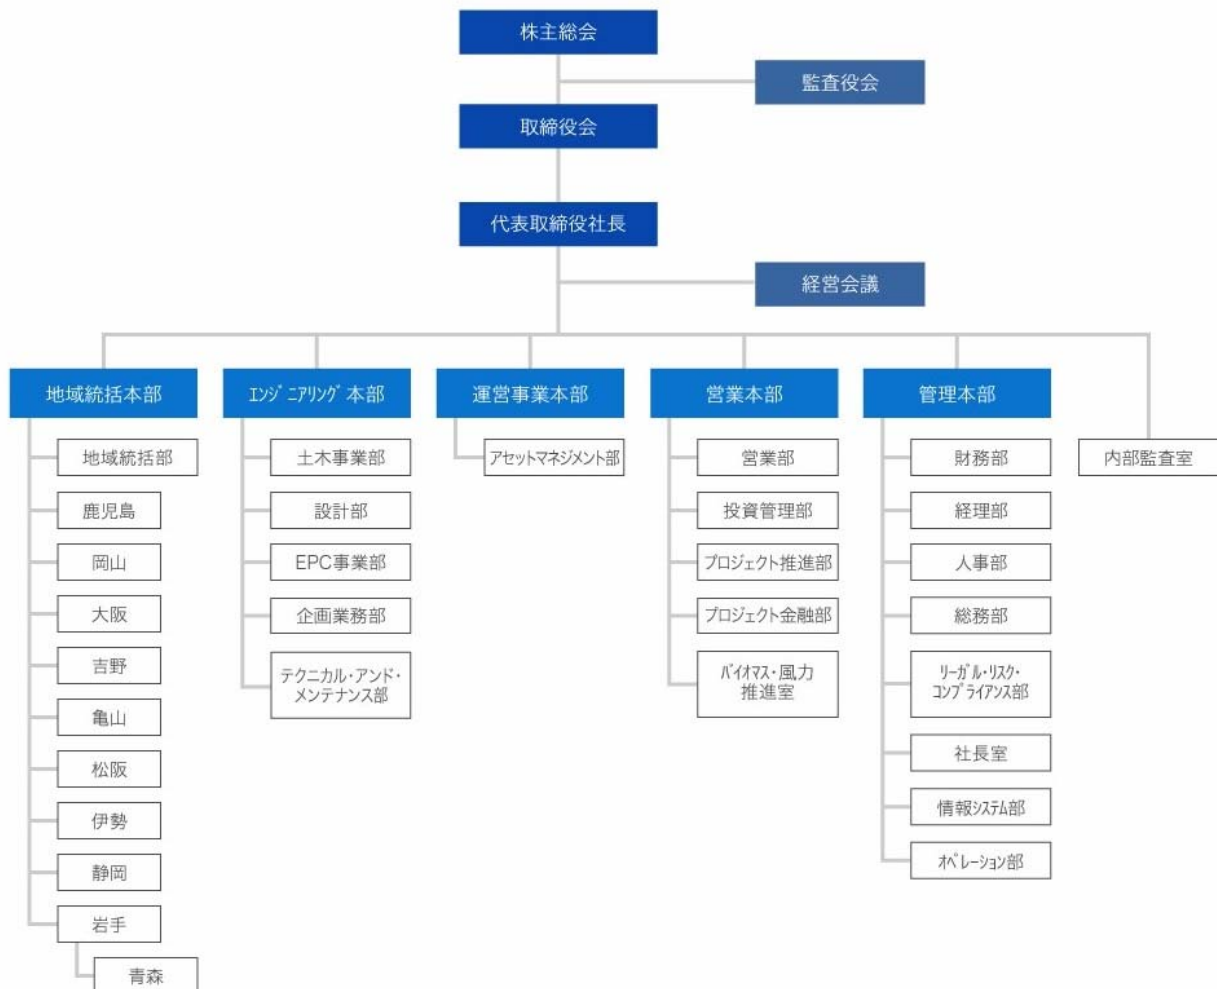 株主総会
監査役会
取締役会
代表取締役社長
経営会議
地域統括本部
地域統括部
鹿児島
岡山
大阪
吉野
亀山
松阪
伊勢
静岡
岩手
青森
ｴﾝｼﾞﾆｱﾘﾝｸﾞ本部
土木事業部
設計部
EPC事業部
企画業務部
テクニカル・アンド・
メンテナンス部
運営事業本部
アセットマネジメント部
営業本部
営業部
投資管理部
プロジェクト推進部
プロジェクト金融部
ﾊﾞｲｵﾏｽ・風力
推進室
管理本部
財務部
経理部
人事部
総務部
ﾘｰｶﾞﾙ・ﾘｽｸ・
ｺﾝﾌﾟﾗｲｱﾝｽ部
社長室
情報ｼｽﾃﾑ部
ｵﾍﾟﾚｰｼｮﾝ部
内部監査室